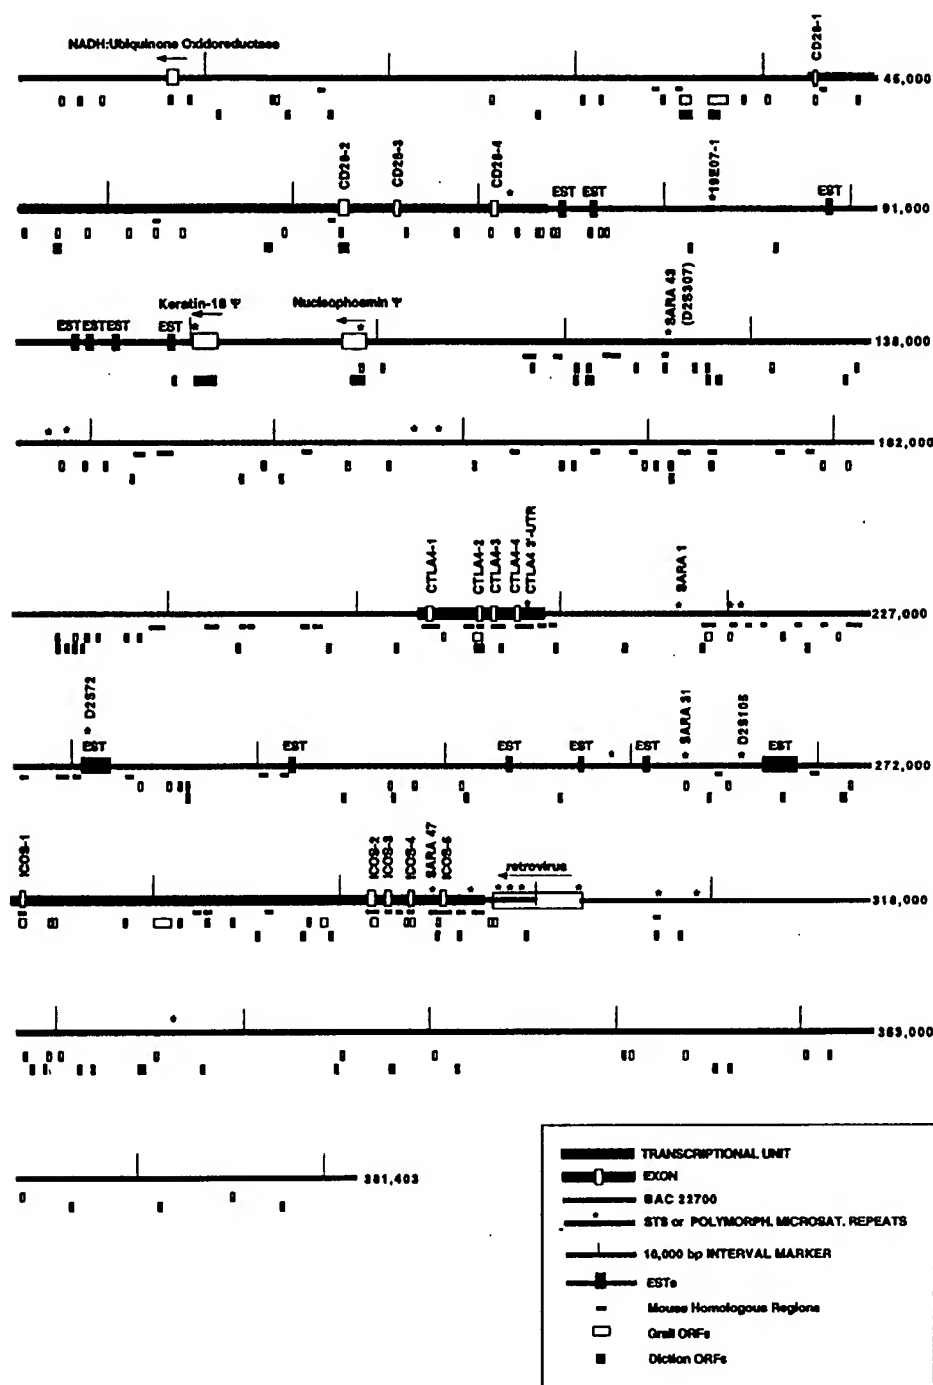 NADH:Ubiquinone Oxidoreductase
CD28-1
45,000
CD28-2
CD28-3
CD28-4
*
EST
EST
*19E07-1
EST
91,000
EST
EST
EST
EST
Keratin-18 Ψ
*
Nucleophosmin Ψ
*
* SARA 43
(D2S307)
138,000
* * * *
182,000
CTLA4-1
CTLA4-2
CTLA4-3
CTLA4-4
* CTLA4 3'-UTR
* SARA 1
* *
227,000
* D2S72
EST
EST
EST
EST
*
EST
* SARA 31
* D2S105
EST
272,000
ICOS-1
ICOS-2
ICOS-3
ICOS-4
* SARA 47
ICOS-5
*
retrovirus
* * * *
* *
318,000
*
363,000
381,403
TRANSCRIPTIONAL UNIT
EXON
BAC 22700
* STS or POLYMORPH. MICROSAT. REPEATS
10,000 bp INTERVAL MARKER
ESTs
Mouse Homologous Regions
Grail ORFs
Diction ORFs